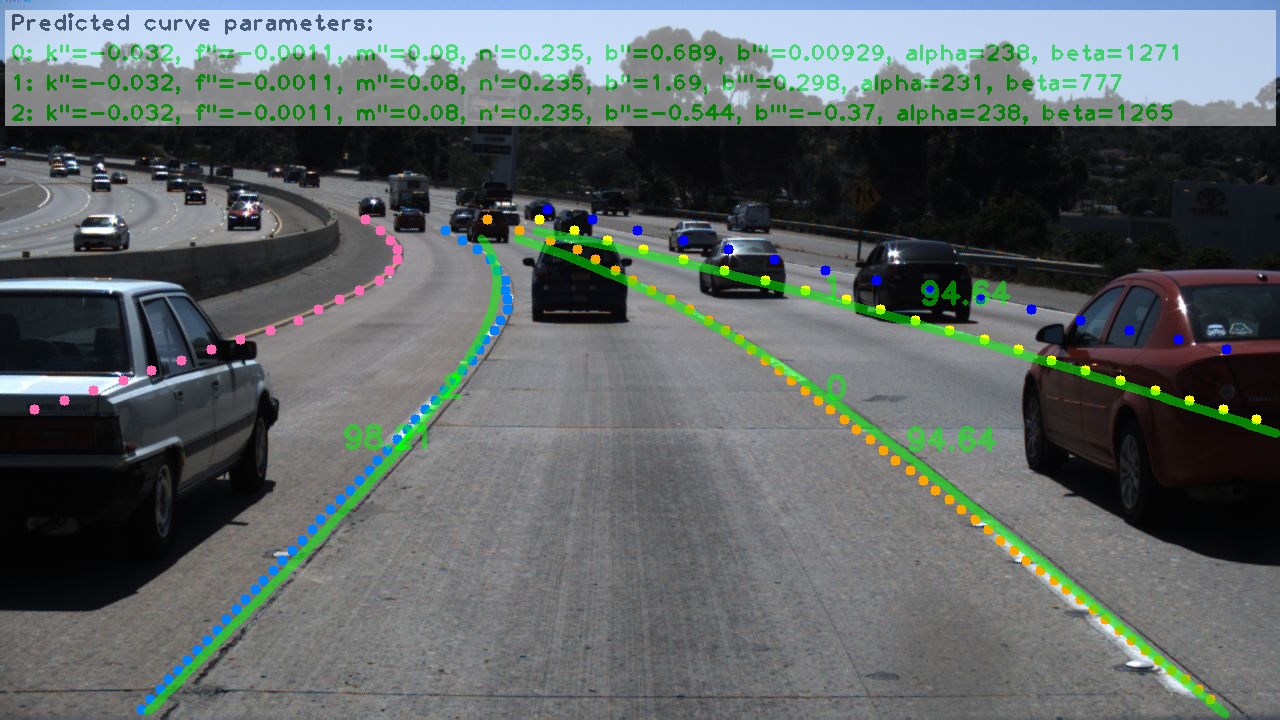 Predicted curve parameters:
0: k''=-0.032, f''=-0.0011, m''=0.08, n'=0.235, b''=0.689, b'''=0.00929, alpha=238, beta=1271
1: k''=-0.032, f''=-0.0011, m''=0.08, n'=0.235, b''=1.69, b'''=0.298, alpha=231, beta=777
2: k''=-0.032, f''=-0.0011, m''=0.08, n'=0.235, b''=-0.544, b'''=-0.37, alpha=238, beta=1265
1 94.64
2 0
94.64